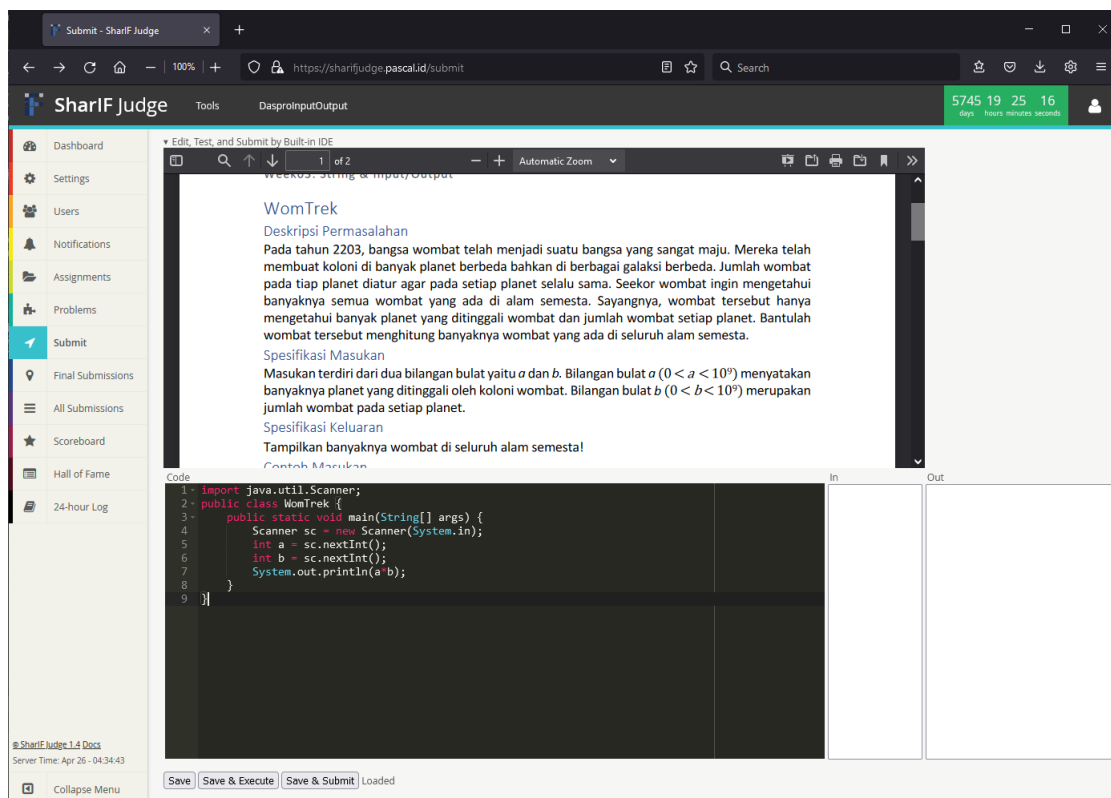 Submit - SharIF Judge
100%
https://sharifjudge.pascal.id/submit
Search
SharIF Judge
Tools
DasproInputOutput
5745 19 25 16
days hours minutes seconds
Dashboard
Settings
Users
Notifications
Assignments
Problems
Submit
Final Submissions
All Submissions
Scoreboard
Hall of Fame
24-hour Log
@ SharIF Judge 1.4 Docs
Server Time: Apr 26 - 04:34:43
Collapse Menu
▾ Edit, Test, and Submit by Built-in IDE
1 of 2
Automatic Zoom
Week03: String & Input/Output
WomTrek
Deskripsi Permasalahan
Pada tahun 2203, bangsa wombat telah menjadi suatu bangsa yang sangat maju. Mereka telah
membuat koloni di banyak planet berbeda bahkan di berbagai galaksi berbeda. Jumlah wombat
pada tiap planet diatur agar pada setiap planet selalu sama. Seekor wombat ingin mengetahui
banyaknya semua wombat yang ada di alam semesta. Sayangnya, wombat tersebut hanya
mengetahui banyak planet yang ditinggali wombat dan jumlah wombat setiap planet. Bantulah
wombat tersebut menghitung banyaknya wombat yang ada di seluruh alam semesta.
Spesifikasi Masukan
Masukan terdiri dari dua bilangan bulat yaitu a dan b. Bilangan bulat a (0 < a < 10⁹) menyatakan
banyaknya planet yang ditinggali oleh koloni wombat. Bilangan bulat b (0 < b < 10⁹) merupakan
jumlah wombat pada setiap planet.
Spesifikasi Keluaran
Tampilkan banyaknya wombat di seluruh alam semesta!
Contoh Masukan
Code
1 import java.util.Scanner;
2 public class WomTrek {
3 public static void main(String[] args) {
4 Scanner sc = new Scanner(System.in);
5 int a = sc.nextInt();
6 int b = sc.nextInt();
7 System.out.println(a*b);
8 }
9 }
In
Out
Save
Save & Execute
Save & Submit
Loaded